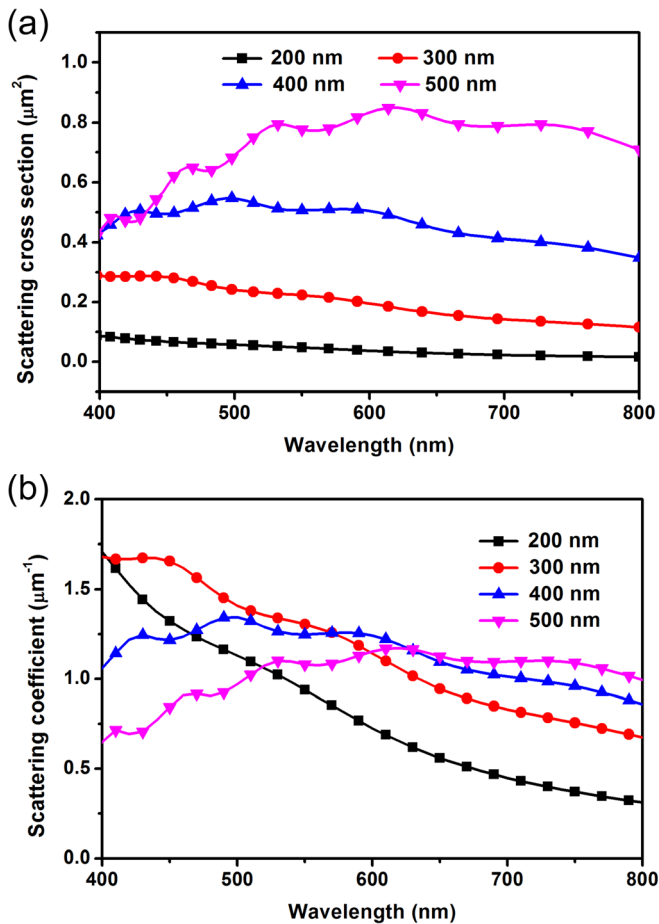 (a)
200 nm 300 nm
400 nm 500 nm
Scattering cross section (μm²)
1.0
0.8
0.6
0.4
0.2
0.0
400 500 600 700 800
Wavelength (nm)
(b)
200 nm
300 nm
400 nm
500 nm
Scattering coefficient (μm⁻¹)
2.0
1.5
1.0
0.5
0.0
400 500 600 700 800
Wavelength (nm)